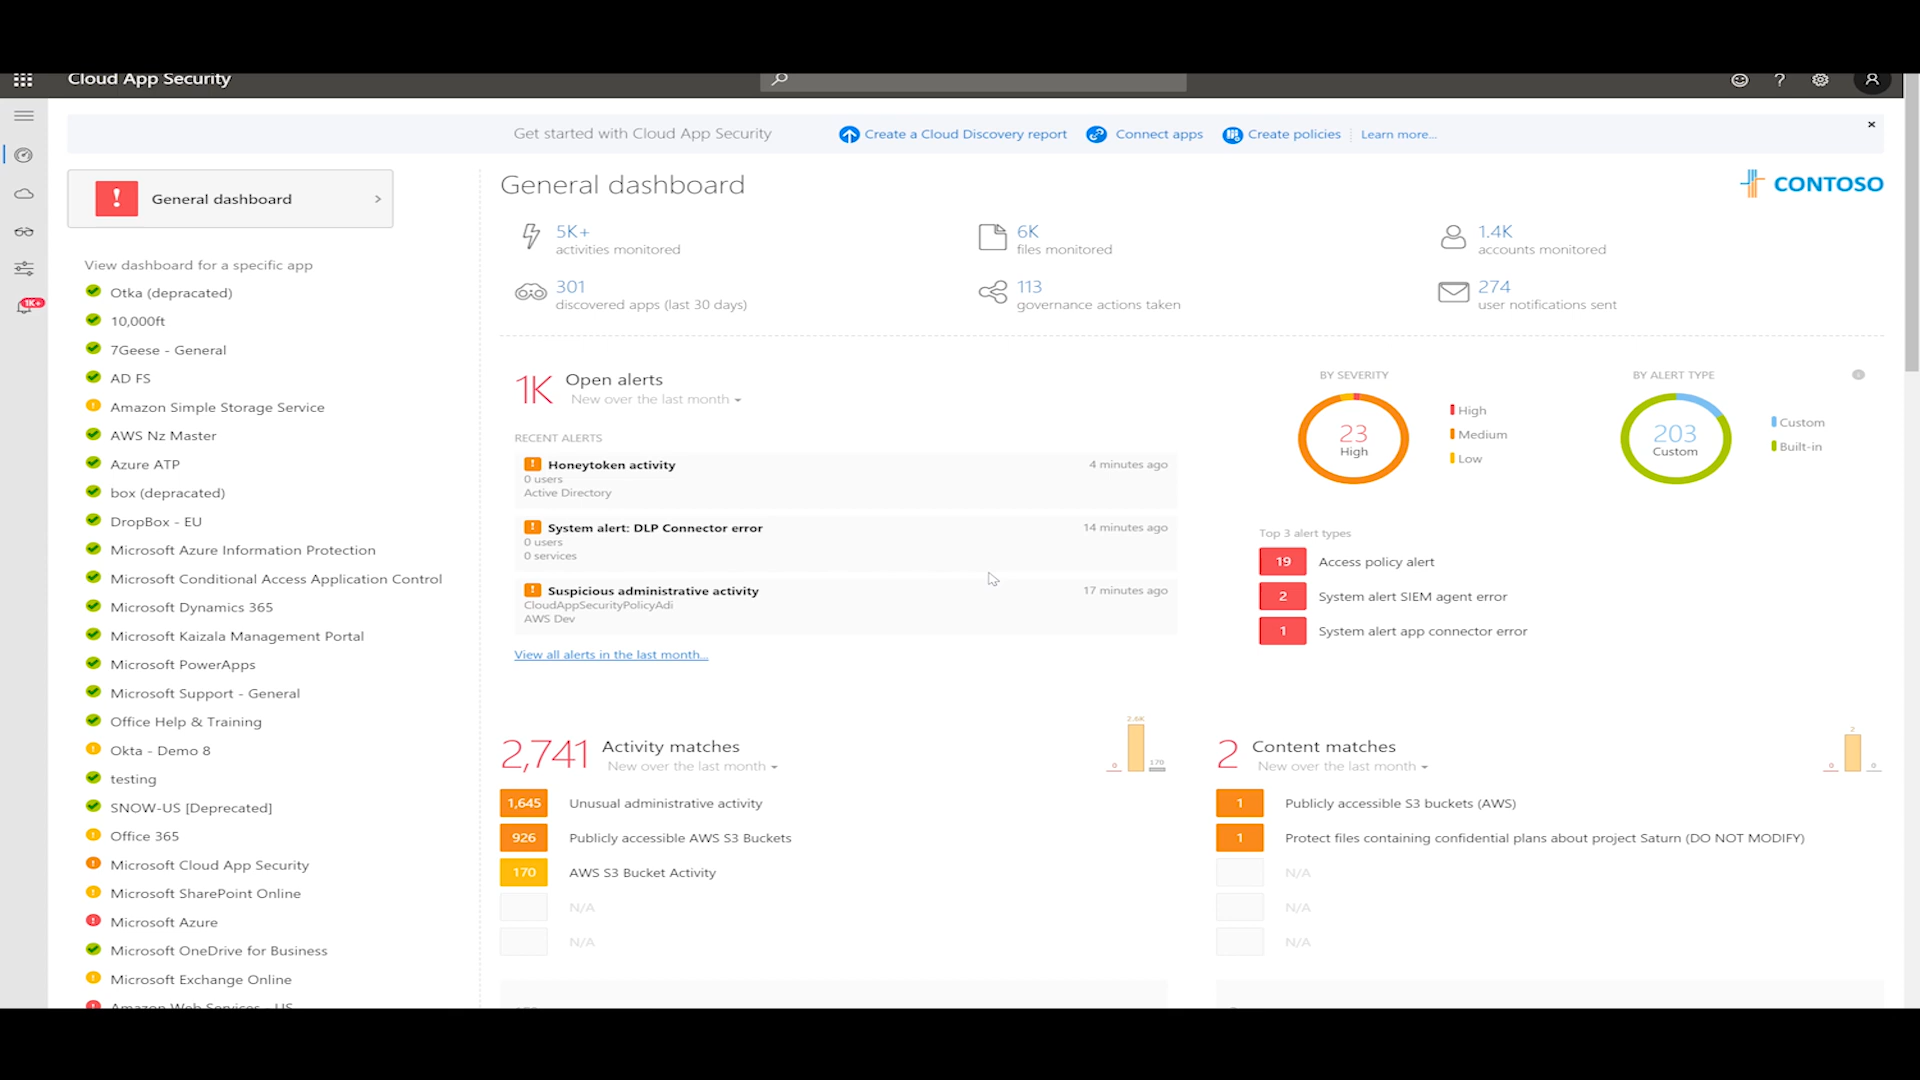 Cloud App Security
?
Get started with Cloud App Security
Create a Cloud Discovery report
Connect apps
Create policies
Learn more...
1K+
General dashboard
View dashboard for a specific app
Otka (depracated)
10,000ft
7Geese - General
AD FS
Amazon Simple Storage Service
AWS Nz Master
Azure ATP
box (depracated)
DropBox - EU
Microsoft Azure Information Protection
Microsoft Conditional Access Application Control
Microsoft Dynamics 365
Microsoft Kaizala Management Portal
Microsoft PowerApps
Microsoft Support - General
Office Help & Training
Okta - Demo 8
testing
SNOW-US [Deprecated]
Office 365
Microsoft Cloud App Security
Microsoft SharePoint Online
Microsoft Azure
Microsoft OneDrive for Business
Microsoft Exchange Online
Amazon Web Services - US
General dashboard
CONTOSO
5K+
activities monitored
6K
files monitored
1.4K
accounts monitored
301
discovered apps (last 30 days)
113
governance actions taken
274
user notifications sent
1K
Open alerts
New over the last month
RECENT ALERTS
Honeytoken activity
4 minutes ago
0 users
Active Directory
System alert: DLP Connector error
14 minutes ago
0 users
0 services
Suspicious administrative activity
17 minutes ago
CloudAppSecurityPolicyAdi
AWS Dev
View all alerts in the last month...
BY SEVERITY
23
High
High
Medium
Low
BY ALERT TYPE
203
Custom
Custom
Built-in
Top 3 alert types
19 Access policy alert
2 System alert SIEM agent error
1 System alert app connector error
2,741
Activity matches
New over the last month
0
2.6K
170
1,645 Unusual administrative activity
926 Publicly accessible AWS S3 Buckets
170 AWS S3 Bucket Activity
N/A
N/A
2
Content matches
New over the last month
0
2
0
1 Publicly accessible S3 buckets (AWS)
1 Protect files containing confidential plans about project Saturn (DO NOT MODIFY)
N/A
N/A
N/A